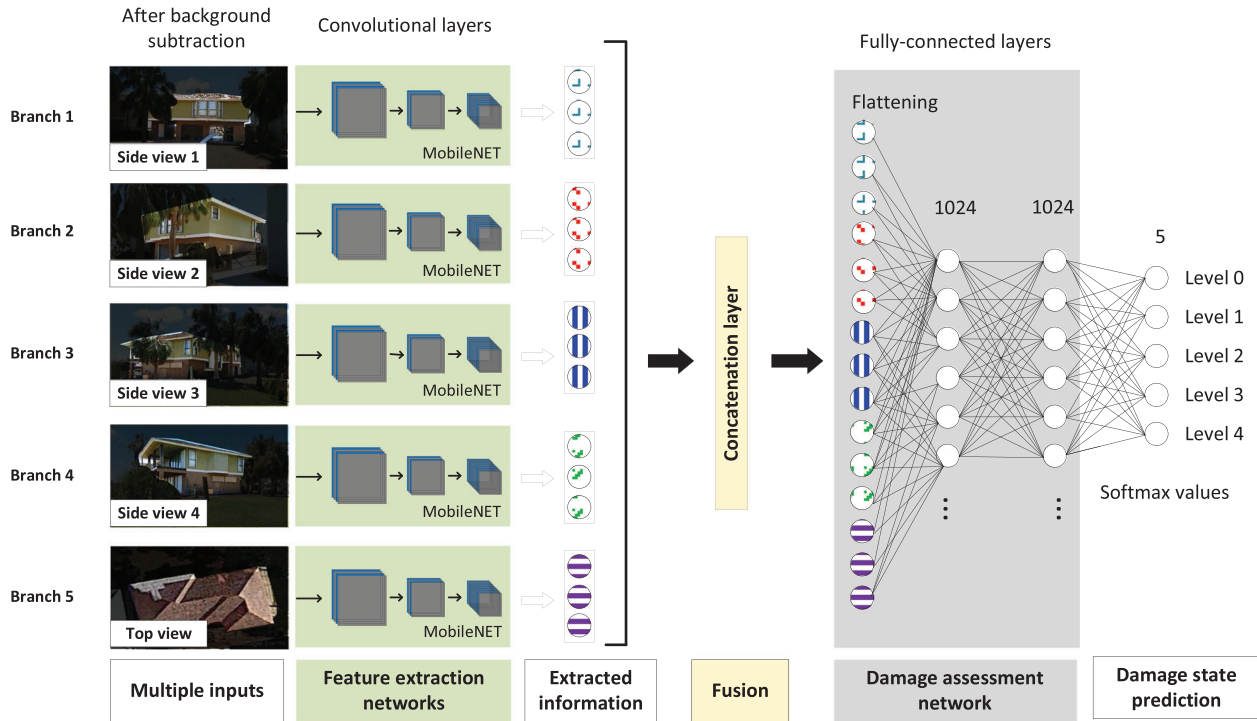 After background
subtraction
Convolutional layers
Fully-connected layers
Branch 1
Side view 1
MobileNET
Branch 2
Side view 2
MobileNET
Branch 3
Side view 3
MobileNET
Branch 4
Side view 4
MobileNET
Branch 5
Top view
MobileNET
Concatenation layer
Flattening
1024
1024
5
Level 0
Level 1
Level 2
Level 3
Level 4
Softmax values
Multiple inputs
Feature extraction
networks
Extracted
information
Fusion
Damage assessment
network
Damage state
prediction